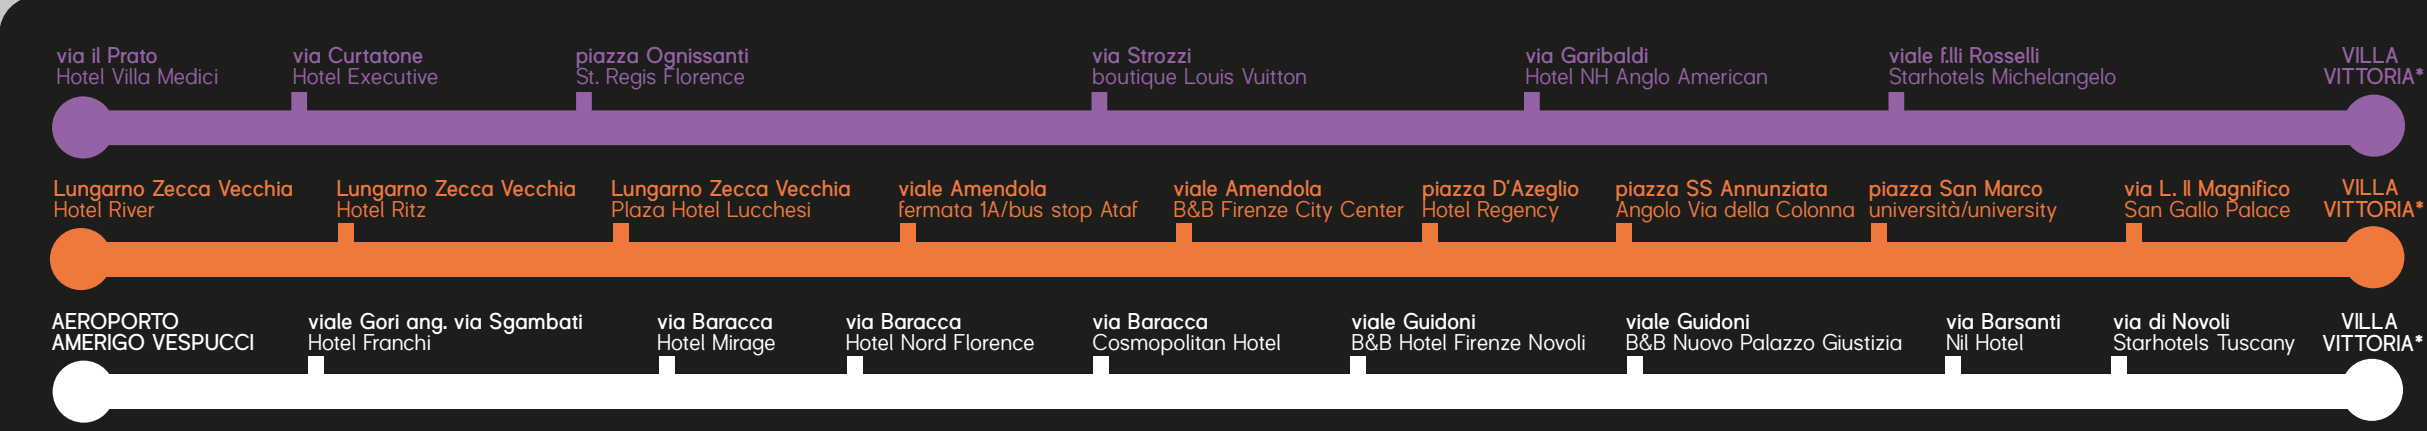 via il Prato
Hotel Villa Medici
via Curtatone
Hotel Executive
piazza Ognissanti
St. Regis Florence
via Strozzi
boutique Louis Vuitton
via Garibaldi
Hotel NH Anglo American
viale f.lli Rosselli
Starhotels Michelangelo
VILLA
VITTORIA*
Lungarno Zecca Vecchia
Hotel River
Lungarno Zecca Vecchia
Hotel Ritz
Lungarno Zecca Vecchia
Plaza Hotel Lucchesi
viale Amendola
fermata 1A/bus stop Ataf
viale Amendola
B&B Firenze City Center
piazza D'Azeglio
Hotel Regency
piazza SS Annunziata
Angolo Via della Colonna
piazza San Marco
università/university
via L. Il Magnifico
San Gallo Palace
VILLA
VITTORIA*
AEROPORTO
AMERIGO VESPUCCI
viale Gori ang. via Sgambati
Hotel Franchi
via Baracca
Hotel Mirage
via Baracca
Hotel Nord Florence
via Baracca
Cosmopolitan Hotel
viale Guidoni
B&B Hotel Firenze Novoli
viale Guidoni
B&B Nuovo Palazzo Giustizia
via Barsanti
Nil Hotel
via di Novoli
Starhotels Tuscany
VILLA
VITTORIA*